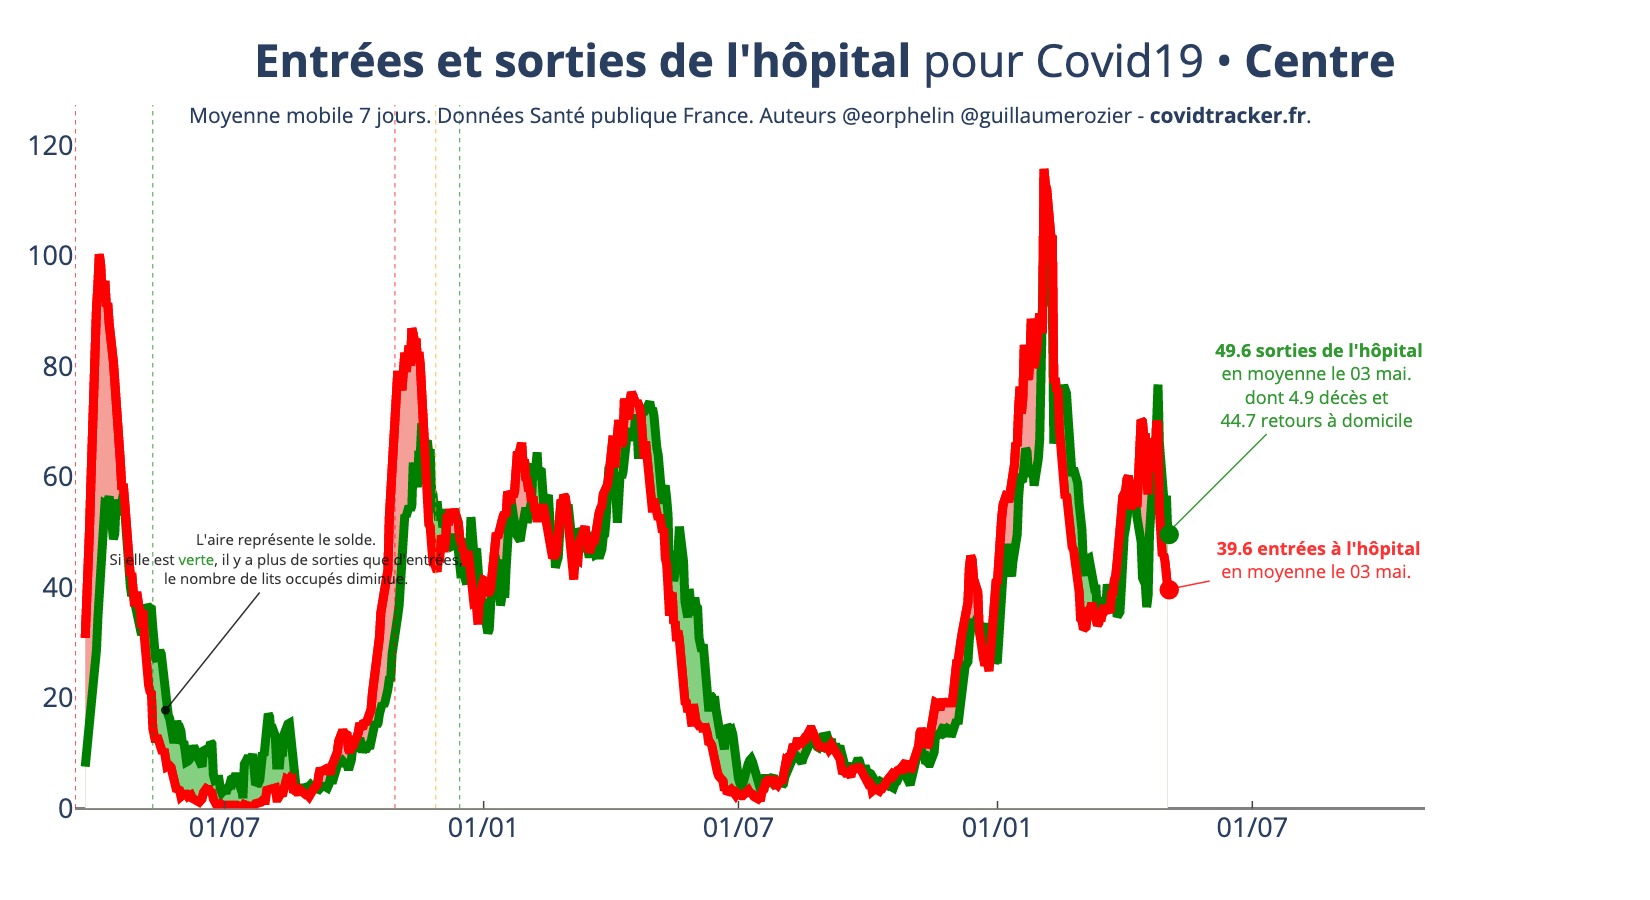 Entrées et sorties de l'hôpital pour Covid19 • Centre
Moyenne mobile 7 jours. Données Santé publique France. Auteurs @eorphelin @guillaumerozier - covidtracker.fr.
120
100
80
60
40
20
0
L'aire représente le solde.
Si elle est verte, il y a plus de sorties que d'entrées,
le nombre de lits occupés diminue.
49.6 sorties de l'hôpital
en moyenne le 03 mai.
dont 4.9 décès et
44.7 retours à domicile
39.6 entrées à l'hôpital
en moyenne le 03 mai.
01/07
01/01
01/07
01/01
01/07